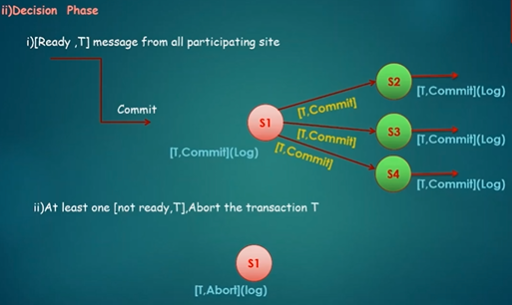 ii)Decision Phase
i)[Ready ,T] message from all participating site
Commit
S1
[T,Commit](Log)
[T,Commit]
[T,Commit]
[T,Commit]
S2
[T,Commit](Log)
S3
[T,Commit](Log)
S4
[T,Commit](Log)
ii)At least one [not ready,T],Abort the transaction T
S1
[T,Abort](log)